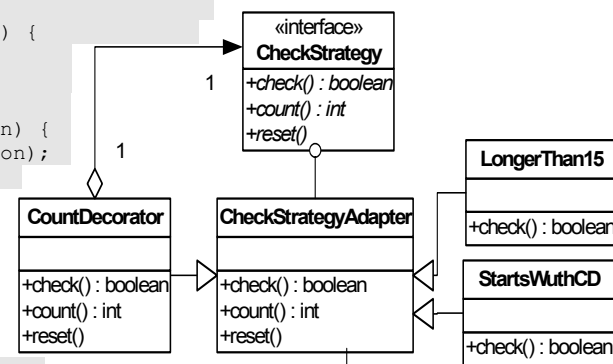 ) {
n) {
on);
«interface»
CheckStrategy
+check() : boolean
+count() : int
+reset()
1
1
CountDecorator
+check() : boolean
+count() : int
+reset()
CheckStrategyAdapter
+check() : boolean
+count() : int
+reset()
LongerThan15
+check() : boolean
StartsWuthCD
+check() : boolean